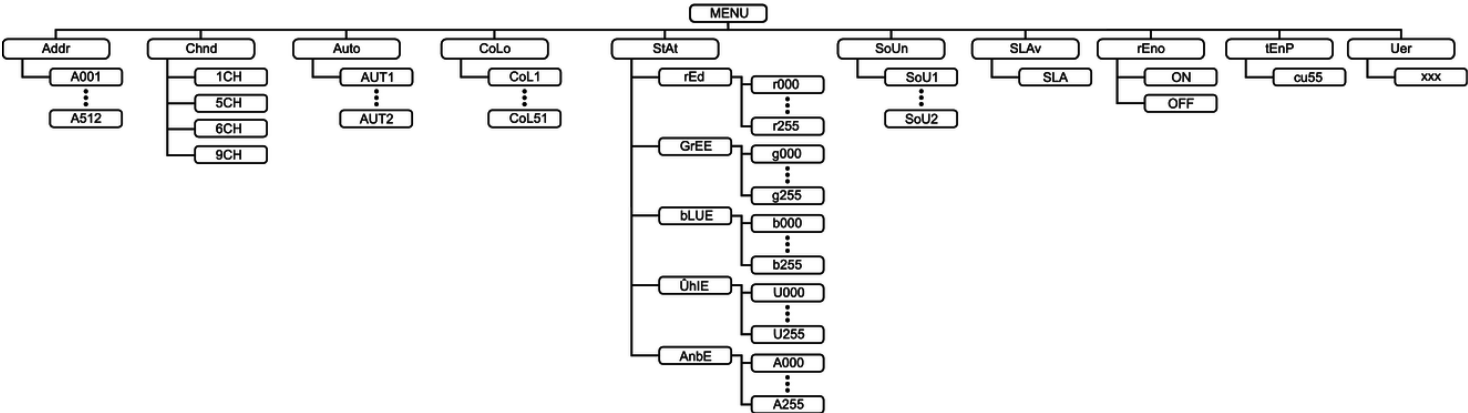 MENU
Addr
Chnd
Auto
CoLo
StAt
SoUn
SLAv
rEno
tEnP
Uer
A001
A512
1CH
5CH
6CH
9CH
AUT1
AUT2
CoL1
CoL51
rEd
r000
r255
GrEE
g000
g255
bLUE
b000
b255
ÛhIE
U000
U255
AnbE
A000
A255
SoU1
SoU2
SLA
ON
OFF
cu55
xxx